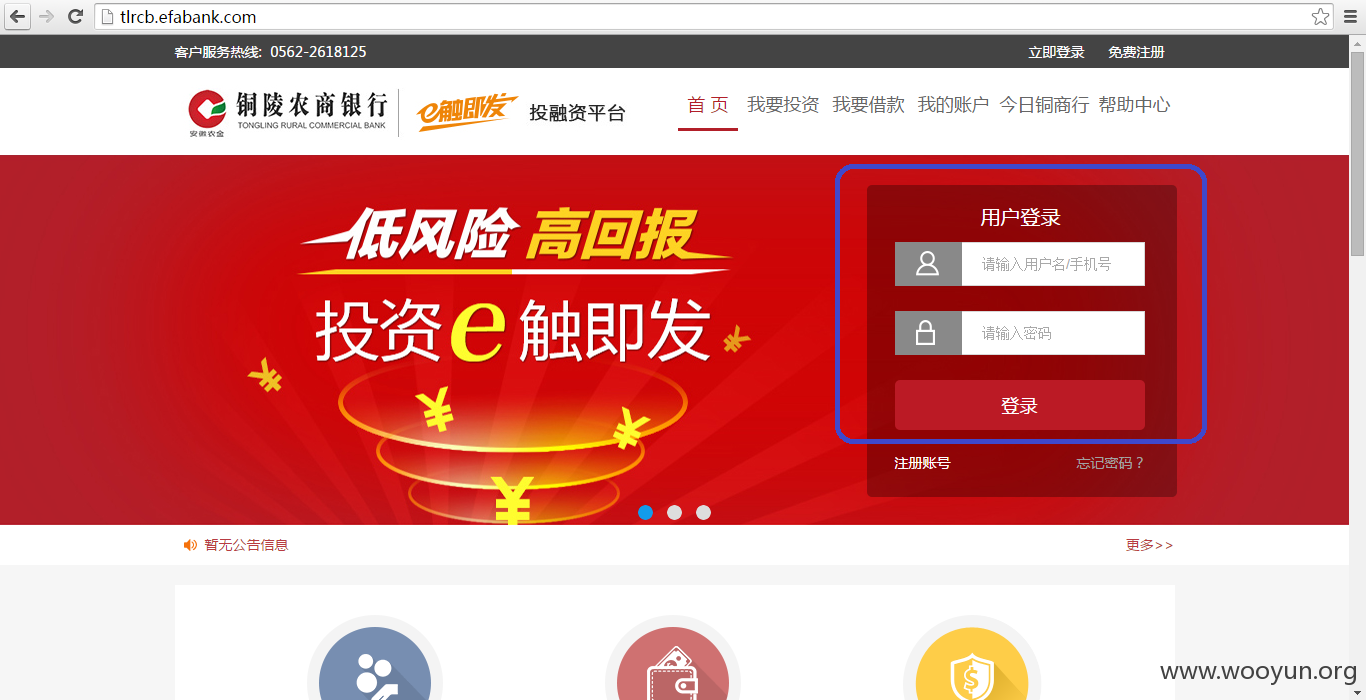 tlrcb.efabank.com
客户服务热线: 0562-2618125 立即登录 免费注册
铜陵农商银行
TONGLING RURAL COMMERCIAL BANK
安徽农金
e触即发 投融资平台
首 页 我要投资 我要借款 我的账户 今日铜商行 帮助中心
低风险 高回报
投资e触即发
用户登录
请输入用户名/手机号
请输入密码
登录
注册账号 忘记密码?
暂无公告信息 更多>>
www.wooyun.org